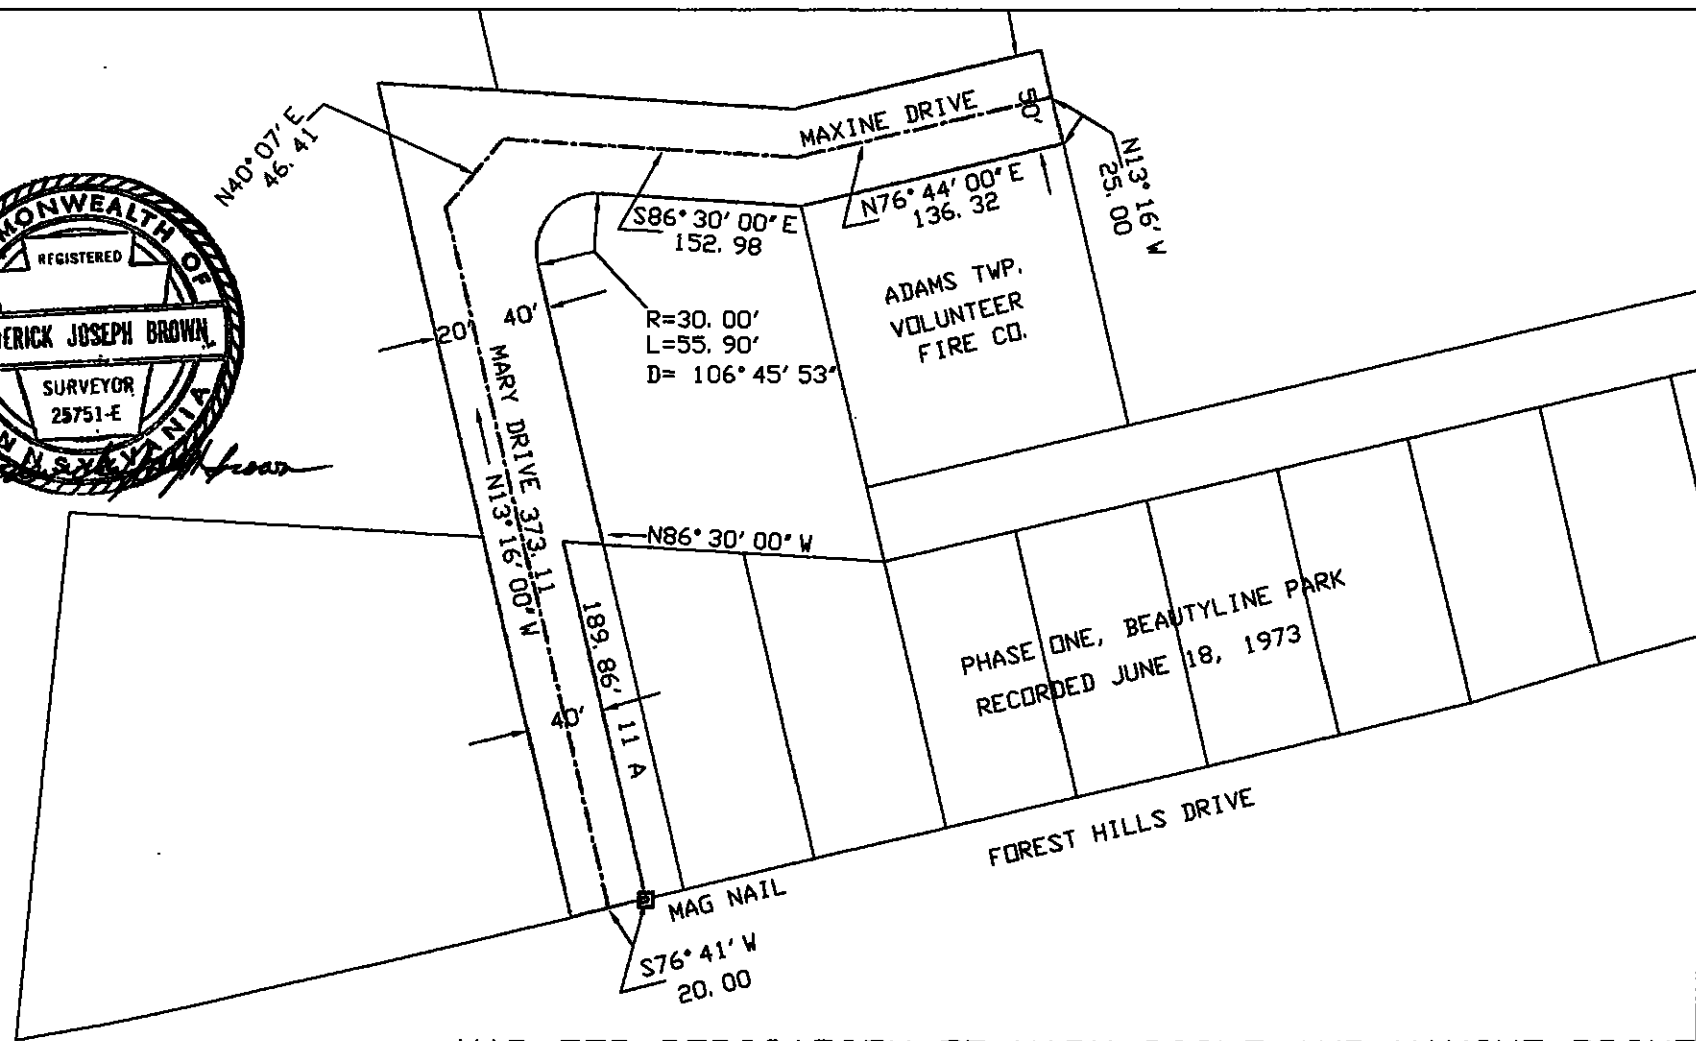 MAXINE DRIVE
50'
N40°07'E
46.41
N13°16'W
25.00
S86°30'00"E
152.98
N76°44'00"E
136.32
ADAMS TWP.
VOLUNTEER
FIRE CO.
MONWEALTH OF
REGISTERED
ERICK JOSEPH BROWN
SURVEYOR
25751-E
20'
40'
R=30.00'
L=55.90'
D= 106°45'53"
MARY DRIVE 373.11
N13°16'00"W
N86°30'00"W
189.86'
11 A
40'
PHASE ONE, BEAUTYLINE PARK
RECORDED JUNE 18, 1973
FOREST HILLS DRIVE
MAG NAIL
S76°41'W
20.00